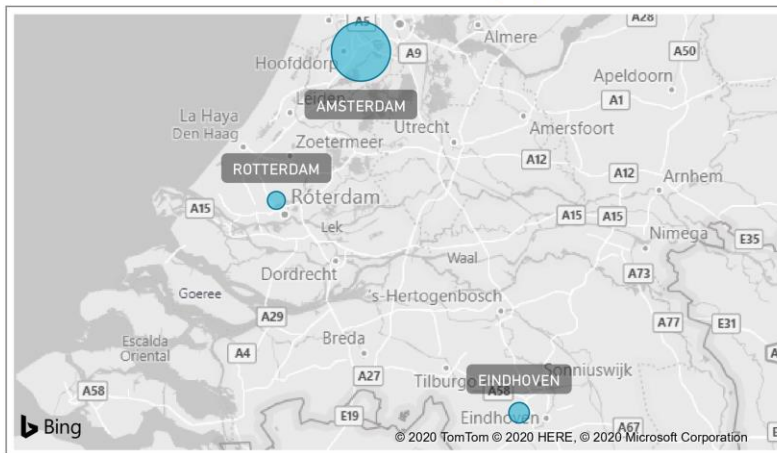 A5
A28
Almere
A9
Hoofddorp
A50
Apeldoorn
Leiden
AMSTERDAM
A1
La Haya
Den Haag
Utrecht
Amersfoort
Zoetermeer
A12
A12
ROTTERDAM
Arnhem
Róterdam
A15
A15
A15
Lek
Nimega
E35
Waal
Dordrecht
A73
Goeree
's-Hertogenbosch
A29
A77
E31
Escalda
Oriental
Breda
A4
A27
Tilburgo
EINDHOVEN
Sonniuswijk
A58
A58
E19
Eindhoven
A67
Bing
© 2020 TomTom © 2020 HERE, © 2020 Microsoft Corporation